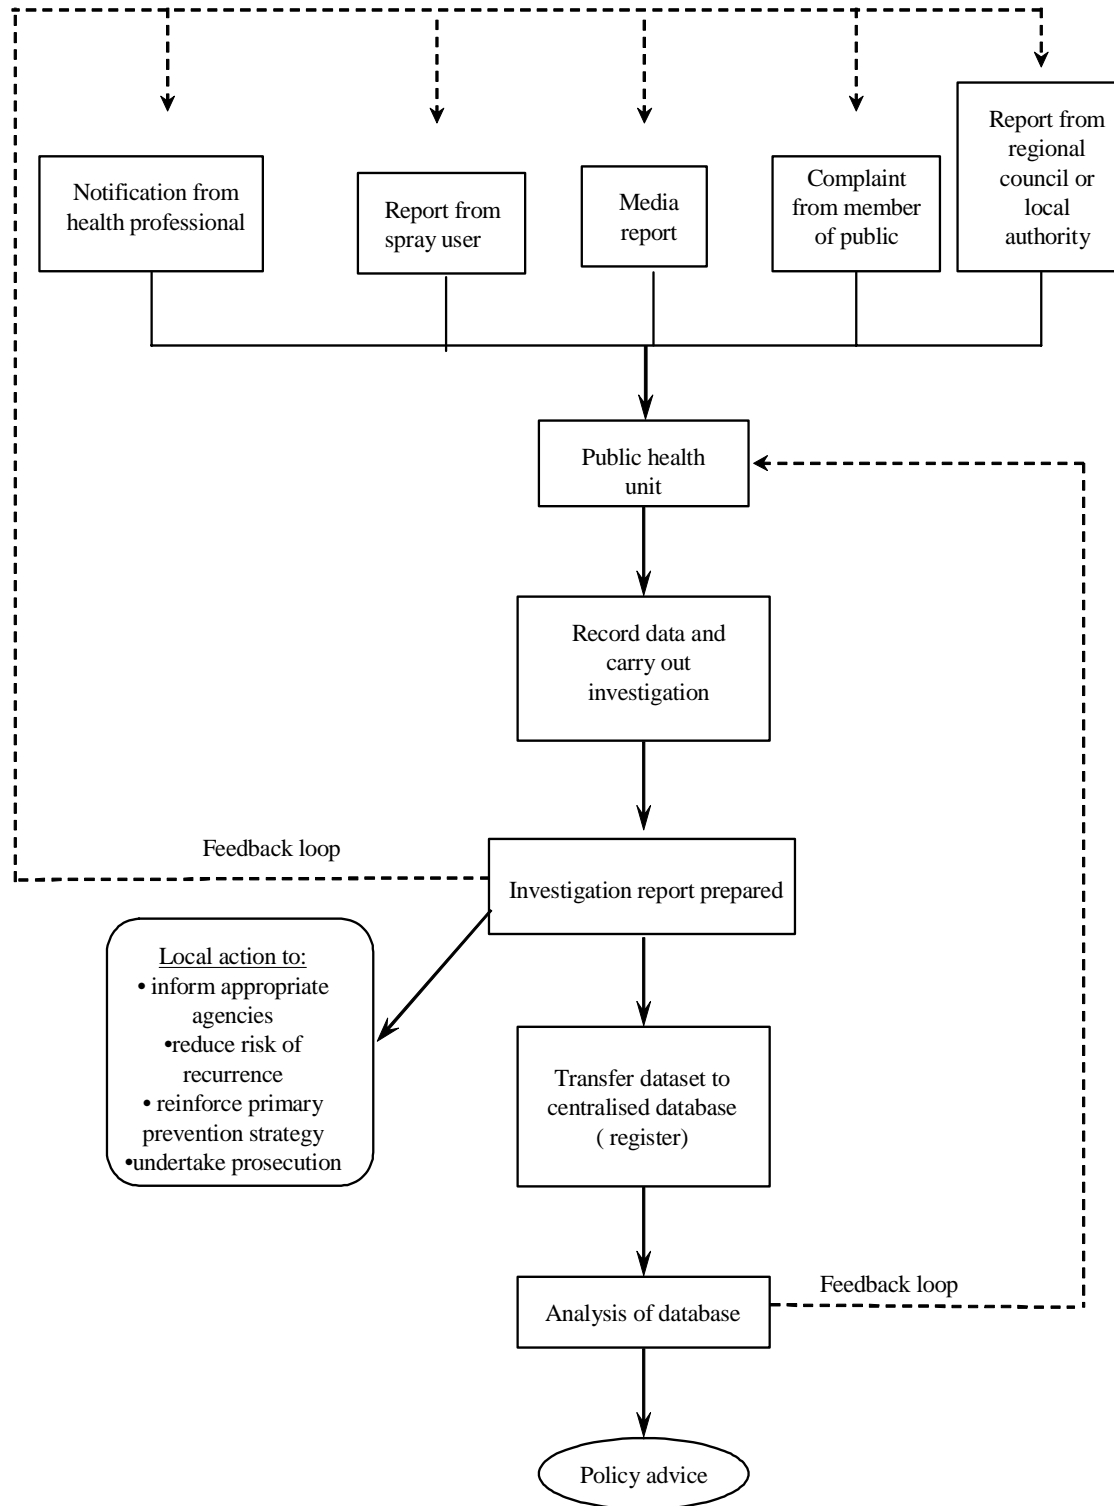 Notification from
health professional
Report from
spray user
Media
report
Complaint
from member
of public
Report from
regional
council or
local
authority
Public health
unit
Record data and
carry out
investigation
Feedback loop
Investigation report prepared
Local action to:
• inform appropriate
agencies
•reduce risk of
recurrence
• reinforce primary
prevention strategy
•undertake prosecution
Transfer dataset to
centralised database
( register)
Feedback loop
Analysis of database
Policy advice